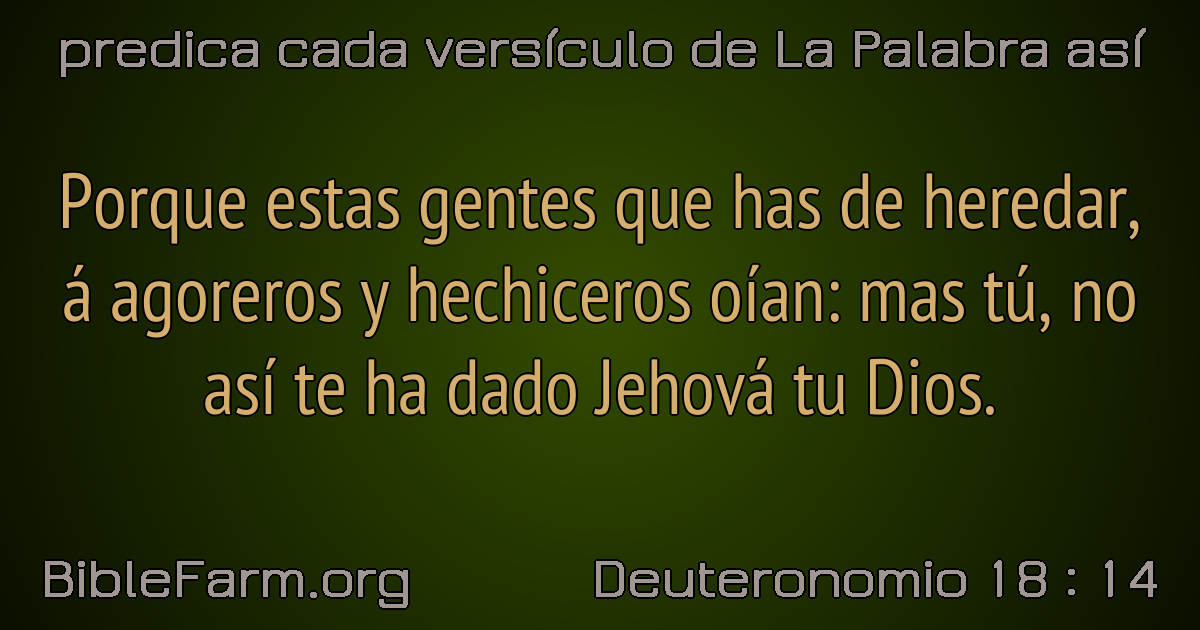 predica cada versículo de La Palabra así
Porque estas gentes que has de heredar,
á agoreros y hechiceros oían: mas tú, no
así te ha dado Jehová tu Dios.
BibleFarm.org
Deuteronomio 18 : 14